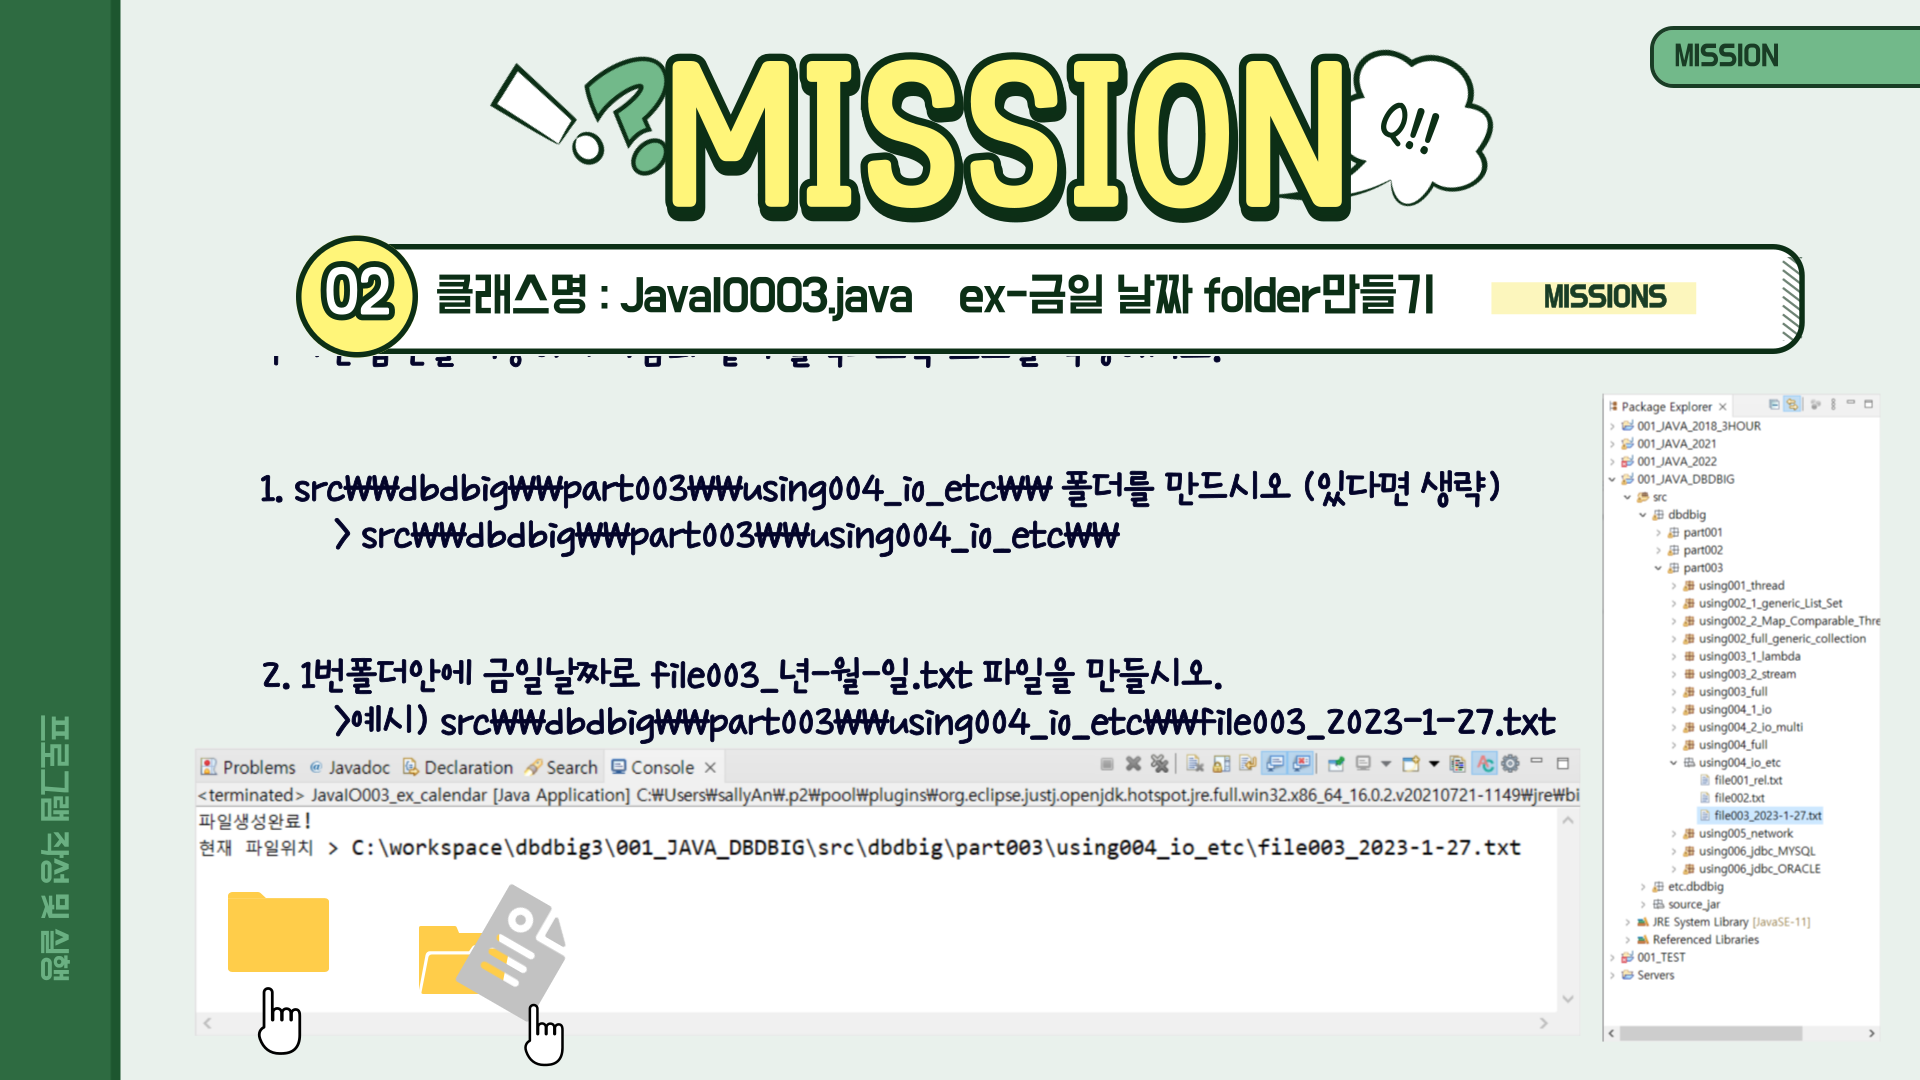 MISSION
MISSION
Q!!
02 클래스명 : JavaIO003.java ex-금일 날짜 folder만들기 MISSIONS
1. src₩₩dbdbig₩₩part003₩₩using004_io_etc₩₩ 폴더를 만드시오 (있다면 생략)
> src₩₩dbdbig₩₩part003₩₩using004_io_etc₩₩
2. 1번폴더안에 금일날짜로 file003_년-월-일.txt 파일을 만들시오.
>예시) src₩₩dbdbig₩₩part003₩₩using004_io_etc₩₩file003_2023-1-27.txt
Problems @ Javadoc Declaration Search Console
<terminated> JavaIO003_ex_calendar [Java Application] C:₩Users₩sallyAn₩.p2₩pool₩plugins₩org.eclipse.justj.openjdk.hotspot.jre.full.win32.x86_64_16.0.2.v20210721-1149₩jre₩bi
파일생성완료!
현재 파일위치 > C:\workspace\dbdbig3\001_JAVA_DBDBIG\src\dbdbig\part003\using004_io_etc\file003_2023-1-27.txt
Package Explorer
001_JAVA_2018_3HOUR
001_JAVA_2021
001_JAVA_2022
001_JAVA_DBDBIG
src
dbdbig
part001
part002
part003
using001_thread
using002_1_generic_List_Set
using002_2_Map_Comparable_Thre
using002_full_generic_collection
using003_1_lambda
using003_2_stream
using003_full
using004_1_io
using004_2_io_multi
using004_full
using004_io_etc
file001_rel.txt
file002.txt
file003_2023-1-27.txt
using005_network
using006_jdbc_MYSQL
using006_jdbc_ORACLE
etc.dbdbig
source_jar
JRE System Library [JavaSE-11]
Referenced Libraries
001_TEST
Servers
프로그램 작성 및 실행